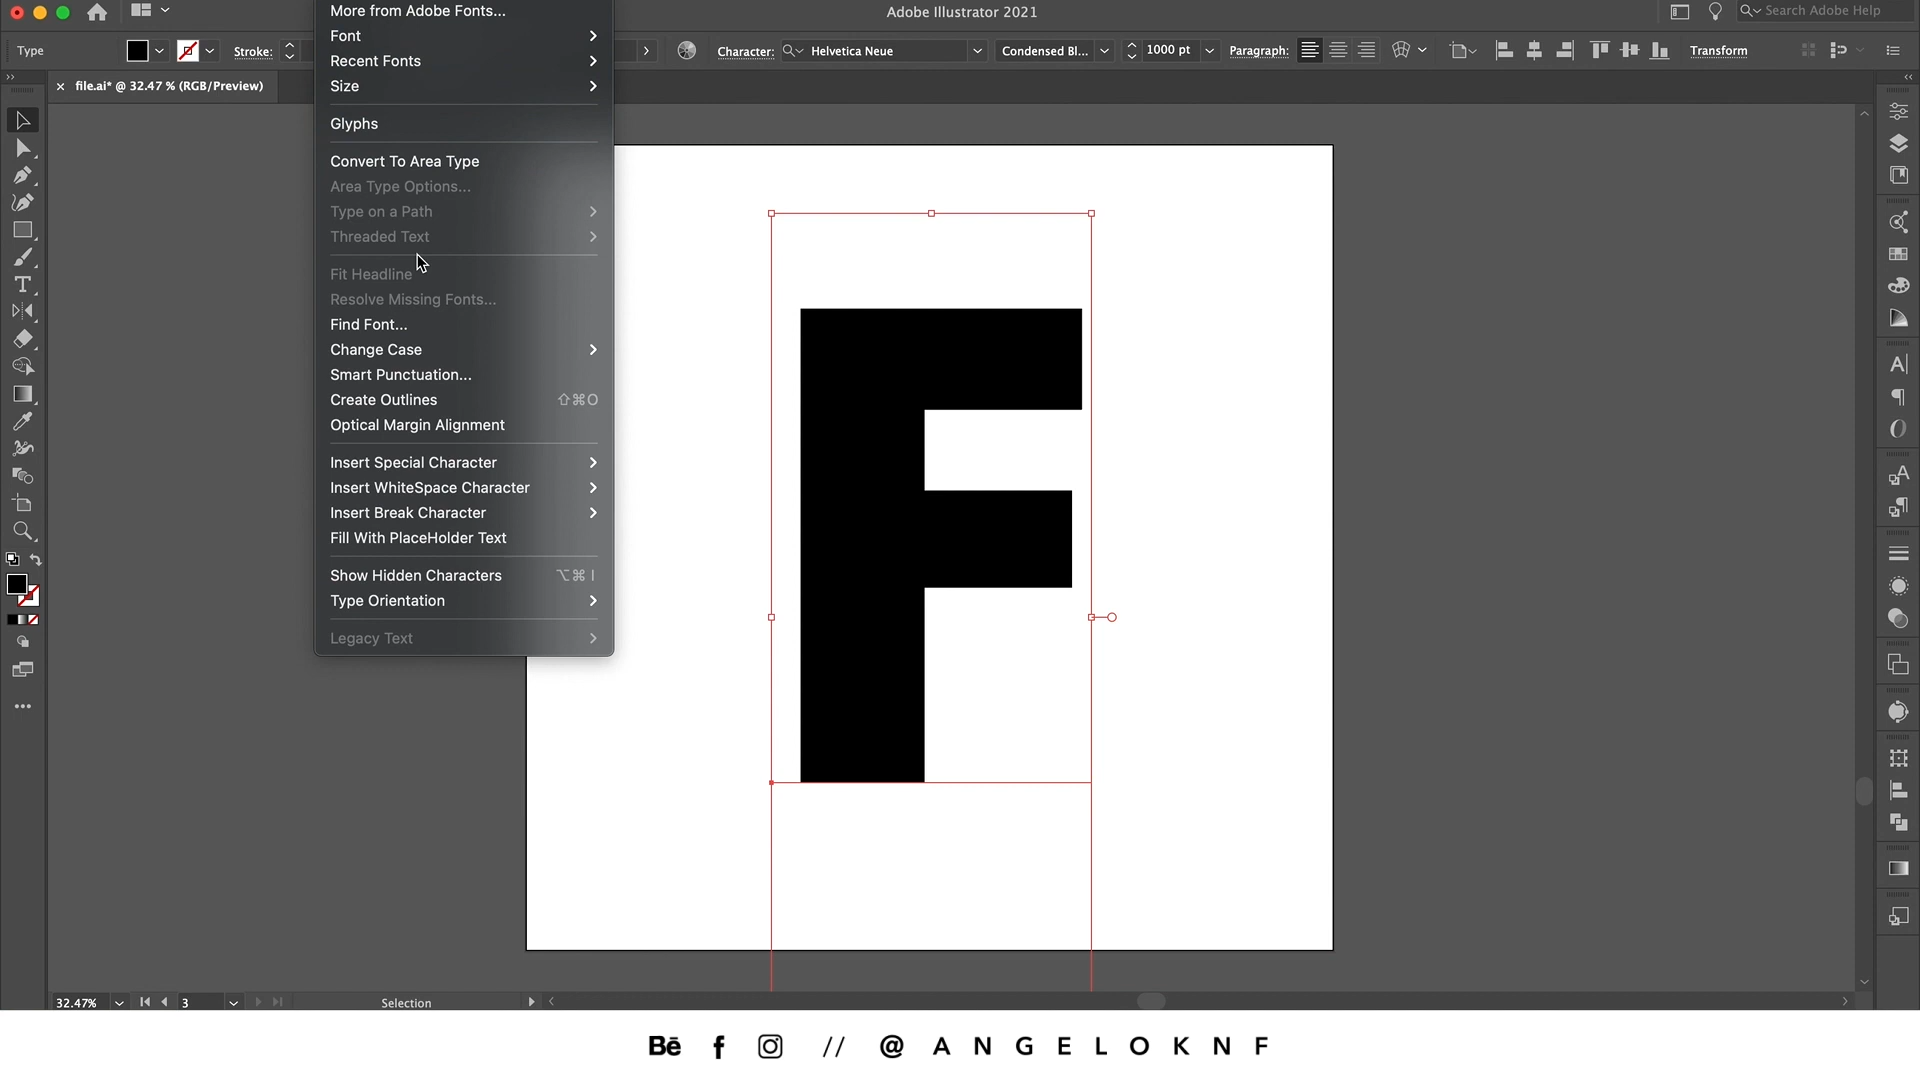 More from Adobe Fonts...
Adobe Illustrator 2021
Search Adobe Help
Type
Stroke:
Font
Recent Fonts
Size
Character:
Helvetica Neue
Condensed Bl...
1000 pt
Paragraph:
Transform
file.ai* @ 32.47 % (RGB/Preview)
Glyphs
Convert To Area Type
Area Type Options...
Type on a Path
Threaded Text
Fit Headline
Resolve Missing Fonts...
Find Font...
Change Case
Smart Punctuation...
Create Outlines ⇧⌘O
Optical Margin Alignment
Insert Special Character
Insert WhiteSpace Character
Insert Break Character
Fill With PlaceHolder Text
Show Hidden Characters ⌥⌘I
Type Orientation
Legacy Text
F
32.47%
3
Selection
Bē f // @ A N G E L O K N F